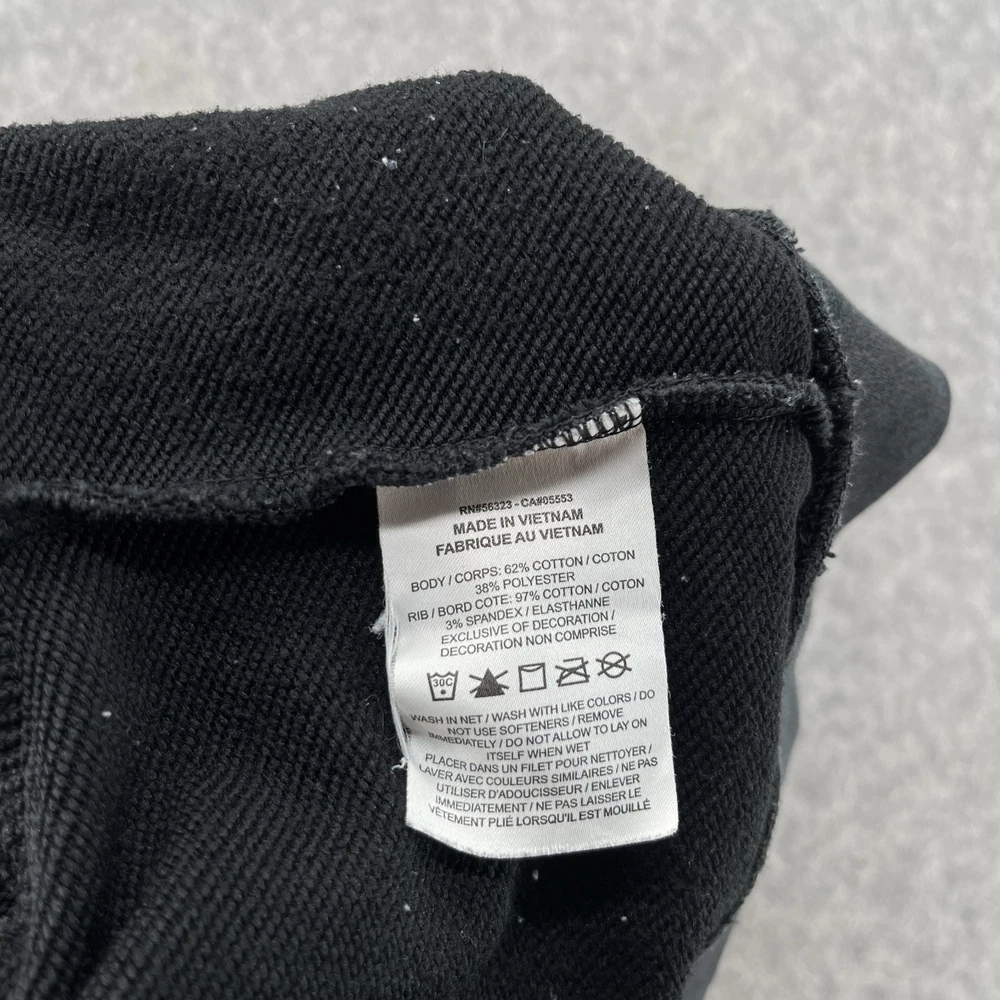 RN#56323 - CA#05553
MADE IN VIETNAM
FABRIQUE AU VIETNAM
BODY / CORPS: 62% COTTON / COTON
38% POLYESTER
RIB / BORD COTE: 97% COTTON / COTON
3% SPANDEX / ELASTHANNE
EXCLUSIVE OF DECORATION /
DECORATION NON COMPRISE
30C
WASH IN NET / WASH WITH LIKE COLORS / DO
NOT USE SOFTENERS / REMOVE
IMMEDIATELY / DO NOT ALLOW TO LAY ON
ITSELF WHEN WET
PLACER DANS UN FILET POUR NETTOYER /
LAVER AVEC COULEURS SIMILAIRES / NE PAS
UTILISER D'ADOUCISSEUR / ENLEVER
IMMEDIATEMENT / NE PAS LAISSER LE
VÊTEMENT PLIÉ LORSQU'IL EST MOUILLÉ